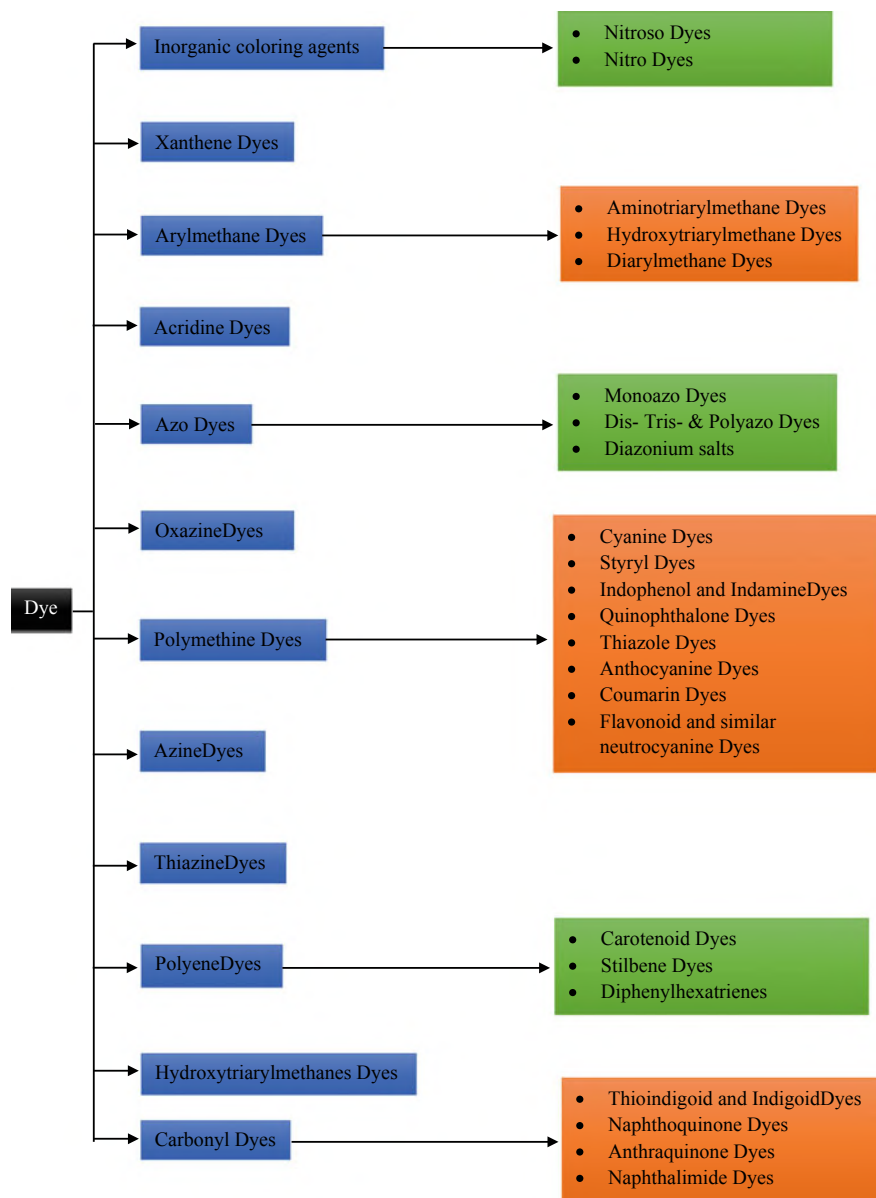 Inorganic coloring agents
• Nitroso Dyes
• Nitro Dyes
Xanthene Dyes
Arylmethane Dyes
• Aminotriarylmethane Dyes
• Hydroxytriarylmethane Dyes
• Diarylmethane Dyes
Acridine Dyes
Azo Dyes
• Monoazo Dyes
• Dis- Tris- & Polyazo Dyes
• Diazonium salts
OxazineDyes
Dye
Polymethine Dyes
• Cyanine Dyes
• Styryl Dyes
• Indophenol and IndamineDyes
• Quinophthalone Dyes
• Thiazole Dyes
• Anthocyanine Dyes
• Coumarin Dyes
• Flavonoid and similar
neutrocyanine Dyes
AzineDyes
ThiazineDyes
PolyeneDyes
• Carotenoid Dyes
• Stilbene Dyes
• Diphenylhexatrienes
Hydroxytriarylmethanes Dyes
Carbonyl Dyes
• Thioindigoid and IndigoidDyes
• Naphthoquinone Dyes
• Anthraquinone Dyes
• Naphthalimide Dyes